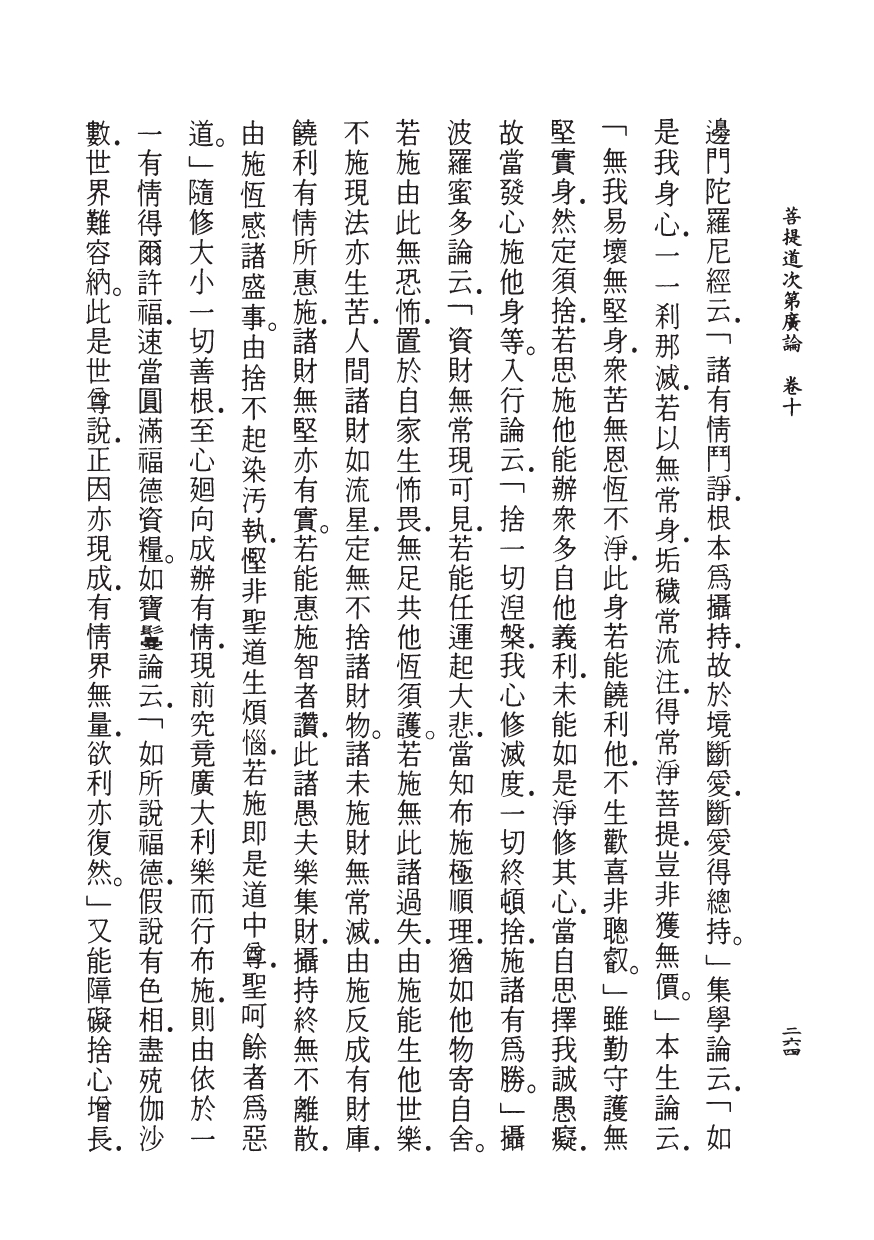 菩提道次第廣論　卷十
二六四
邊門陀羅尼經云．「諸有情鬥諍．根本為攝持．故於境斷愛．斷愛得總持。」集學論云．「如
是我身心．一一刹那滅．若以無常身．垢穢常流注．得常淨菩提．豈非獲無價。」本生論云．
「無我易壞無堅身．衆苦無恩恆不淨．此身若能饒利他．不生歡喜非聰叡。」雖勤守護無
堅實身．然定須捨．若思施他能辦衆多自他義利．未能如是淨修其心．當自思擇我誠愚癡．
故當發心施他身等。入行論云．「捨一切湼槃．我心修滅度．一切終頓捨．施諸有為勝。」攝
波羅蜜多論云．「資財無常現可見．若能任運起大悲．當知布施極順理．猶如他物寄自舍。
若施由此無恐怖．置於自家生怖畏．無足共他恆須護。若施無此諸過失．由施能生他世樂．
不施現法亦生苦．人間諸財如流星．定無不捨諸財物。諸未施財無常滅．由施反成有財庫．
饒利有情所惠施．諸財無堅亦有實。若能惠施智者讚．此諸愚夫樂集財．攝持終無不離散．
由施恆感諸盛事。由捨不起染汚執．慳非聖道生煩惱．若施即是道中尊．聖呵餘者為惡
道。」隨修大小一切善根．至心廻向成辦有情．現前究竟廣大利樂而行布施．則由依於一
一有情得爾許福．速當圓滿福德資糧。如寶鬘論云．「如所說福德．假說有色相．盡殑伽沙
數．世界難容納。此是世尊說．正因亦現成．有情界無量．欲利亦復然。」又能障礙捨心增長．